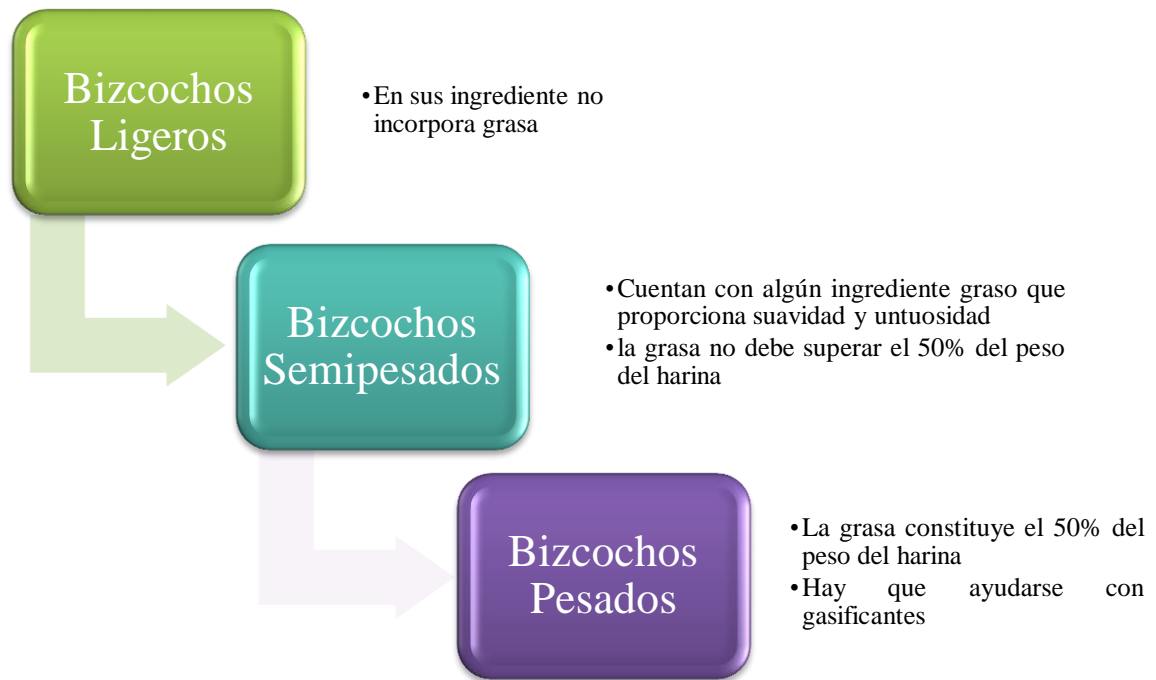 Bizcochos
Ligeros
•En sus ingrediente no
incorpora grasa
Bizcochos
Semipesados
•Cuentan con algún ingrediente graso que
proporciona suavidad y untuosidad
•la grasa no debe superar el 50% del peso
del harina
Bizcochos
Pesados
•La grasa constituye el 50% del
peso del harina
•Hay que ayudarse con
gasificantes